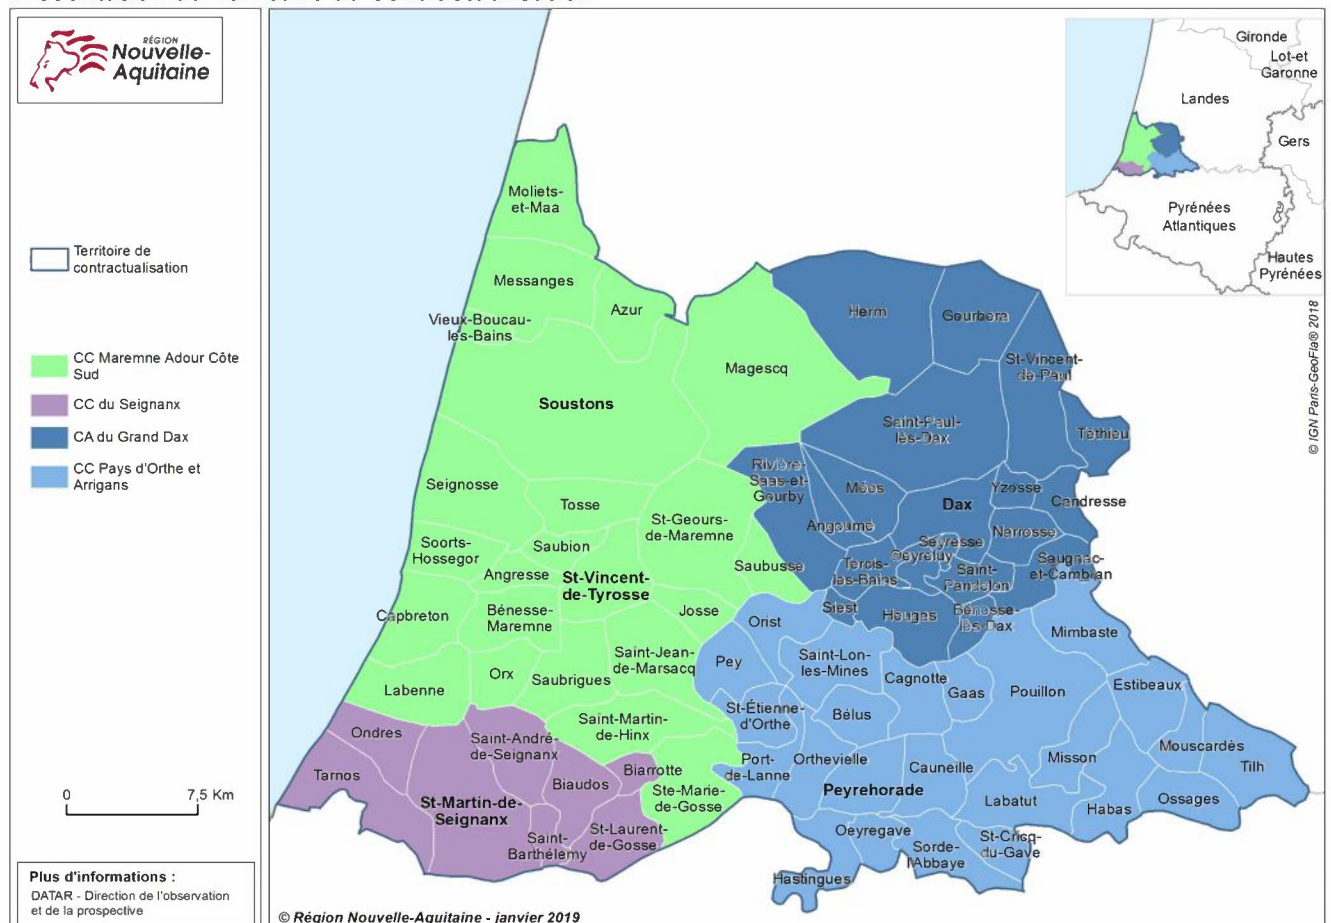 RÉGION
Nouvelle-
Aquitaine
Territoire de
contractualisation
CC Maremne Adour Côte
Sud
CC du Seignanx
CA du Grand Dax
CC Pays d'Orthe et
Arrigans
0 7,5 Km
Plus d'informations :
DATAR - Direction de l'observation
et de la prospective
Gironde
Lot-et
Garonne
Landes
Gers
Pyrénées
Atlantiques
Hautes
Pyrénées
© IGN Paris-GeoFla® 2018
Moliets-
et-Maa
Messanges
Azur
Vieux-Boucau-
les-Bains
Magescq
Soustons
Herm
Gourbera
St-Vincent-
de-Paul
Saint-Paul-
lès-Dax
Téthieu
Rivière-
Saas-et-
Gourby
Mées
Yzosse
Candresse
Dax
Angoumé
Narrosse
Seyresse
Oeyreluy
Tercis-
les-Bains
Saint-
Pandelon
Saugnac-
et-Cambran
Siest
Heugas
Bénesse-
lès-Dax
Seignosse
Tosse
St-Geours-
de-Maremne
Soorts-
Hossegor
Saubion
Angresse
St-Vincent-
de-Tyrosse
Saubusse
Capbreton
Bénesse-
Maremne
Josse
Orx
Saubrigues
Saint-Jean-
de-Marsacq
Labenne
Saint-Martin-
de-Hinx
Orist
Pey
Saint-Lon-
les-Mines
Cagnotte
Gaas
Pouillon
Mimbaste
Estibeaux
St-Étienne-
d'Orthe
Bélus
Mouscardès
Tilh
Port-
de-Lanne
Orthevielle
Cauneille
Misson
Peyrehorade
Labatut
Habas
Ossages
Ondres
Saint-André-
de-Seignanx
Tarnos
Biaudos
Biarrotte
Ste-Marie-
de-Gosse
St-Martin-de-
Seignanx
Saint-
Barthélemy
St-Laurent-
de-Gosse
Oeyregave
Sorde-
l'Abbaye
St-Cricq-
du-Gave
Hastingues
© Région Nouvelle-Aquitaine - janvier 2019